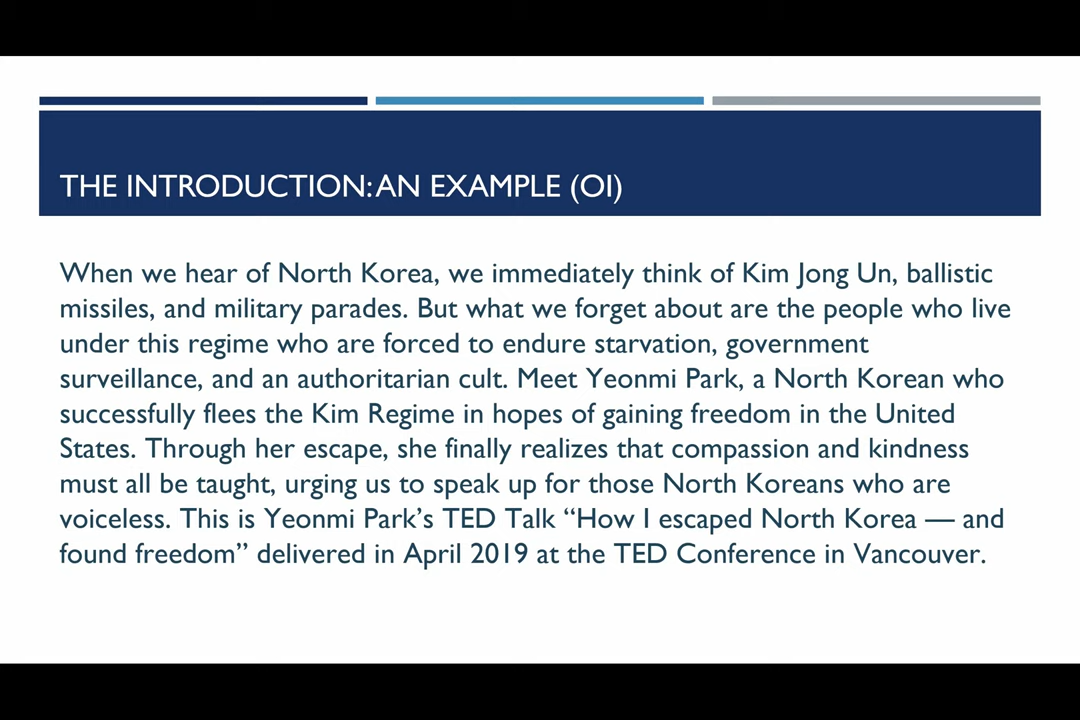 THE INTRODUCTION: AN EXAMPLE (OI)
When we hear of North Korea, we immediately think of Kim Jong Un, ballistic
missiles, and military parades. But what we forget about are the people who live
under this regime who are forced to endure starvation, government
surveillance, and an authoritarian cult. Meet Yeonmi Park, a North Korean who
successfully flees the Kim Regime in hopes of gaining freedom in the United
States. Through her escape, she finally realizes that compassion and kindness
must all be taught, urging us to speak up for those North Koreans who are
voiceless. This is Yeonmi Park’s TED Talk “How I escaped North Korea — and
found freedom” delivered in April 2019 at the TED Conference in Vancouver.